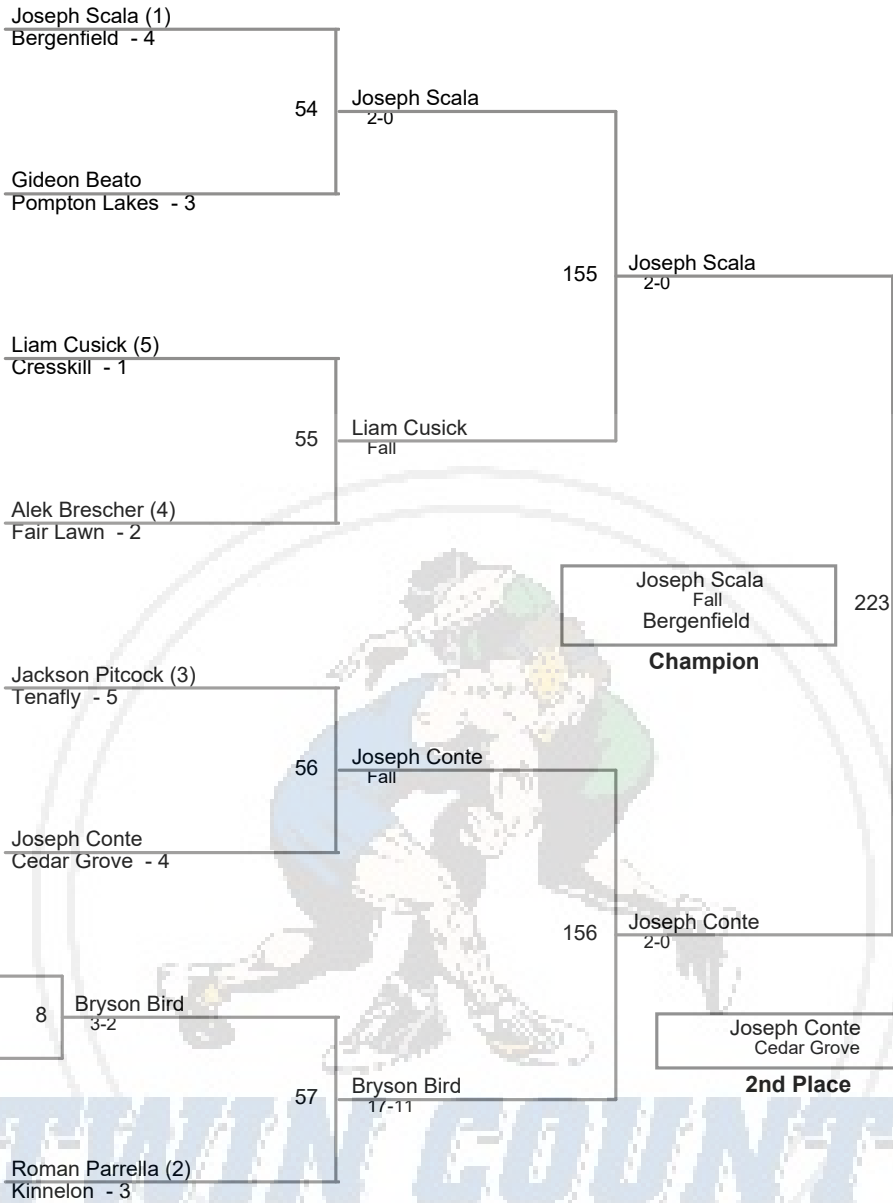 Joseph Scala (1)
Bergenfield - 4
54
Joseph Scala
2-0
Gideon Beato
Pompton Lakes - 3
155
Joseph Scala
2-0
Liam Cusick (5)
Cresskill - 1
55
Liam Cusick
Fall
Alek Brescher (4)
Fair Lawn - 2
Joseph Scala
Fall
Bergenfield
223
Champion
Jackson Pitcock (3)
Tenafly - 5
56
Joseph Conte
Fall
Joseph Conte
Cedar Grove - 4
156
Joseph Conte
2-0
8
Bryson Bird
3-2
Joseph Conte
Cedar Grove
2nd Place
57
Bryson Bird
17-11
Roman Parrella (2)
Kinnelon - 3
TWIN COUNT